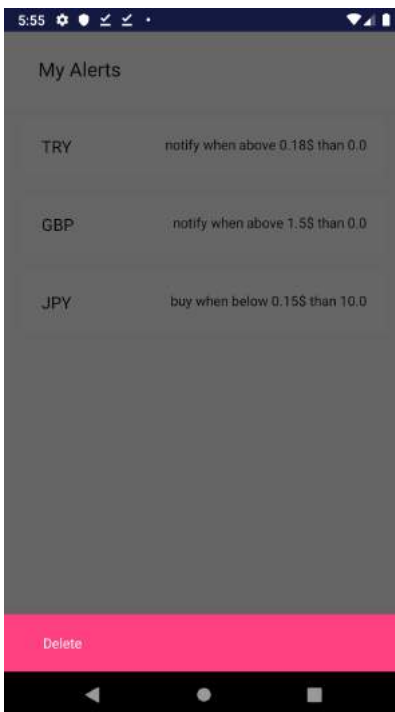 5:55
My Alerts
TRY notify when above 0.18$ than 0.0
GBP notify when above 1.5$ than 0.0
JPY buy when below 0.15$ than 10.0
Delete